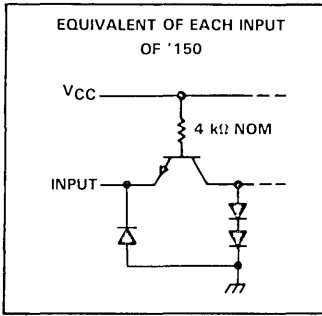 EQUIVALENT OF EACH INPUT
OF '150
VCC
4 kΩ NOM
INPUT